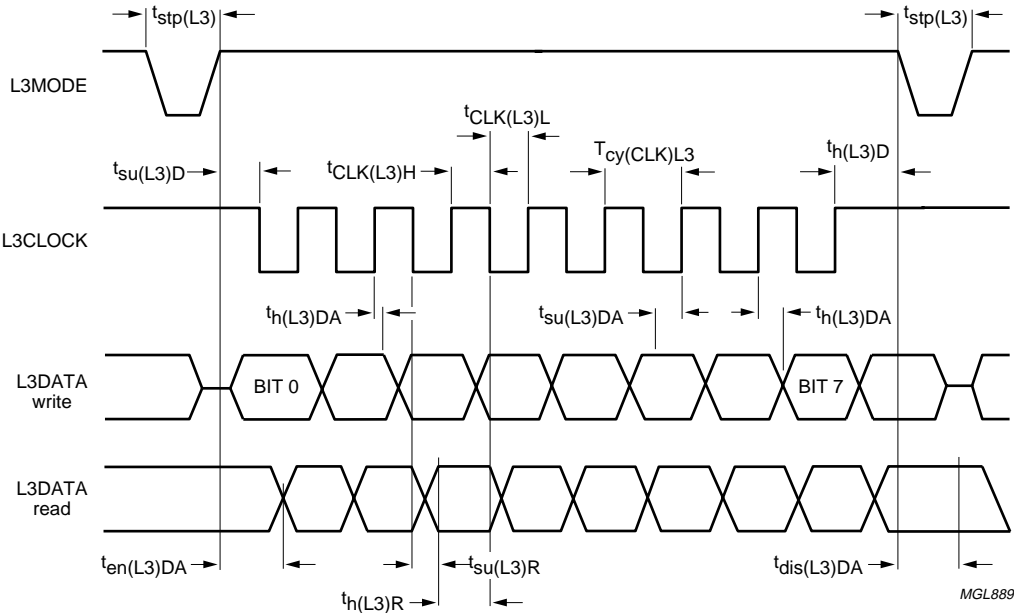 tstp(L3) tstp(L3)
L3MODE
tCLK(L3)L
tsu(L3)D tCLK(L3)H Tcy(CLK)L3 th(L3)D
L3CLOCK
th(L3)DA tsu(L3)DA th(L3)DA
L3DATA
write
BIT 0 BIT 7
L3DATA
read
ten(L3)DA tsu(L3)R tdis(L3)DA
th(L3)R
MGL889